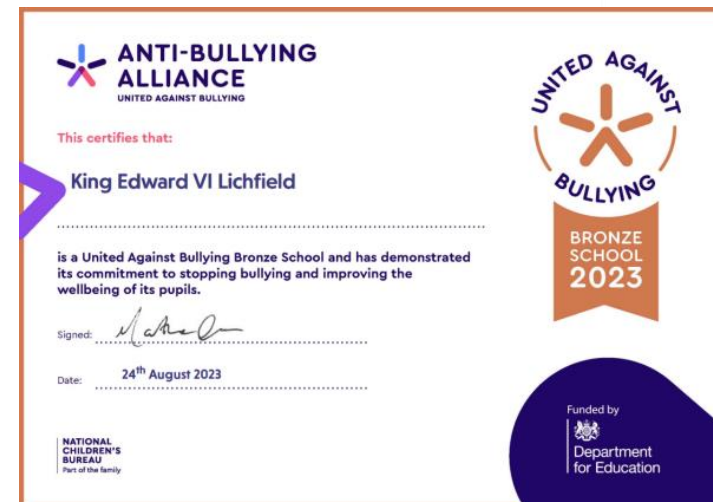 ANTI-BULLYING
ALLIANCE
UNITED AGAINST BULLYING
This certifies that:
King Edward VI Lichfield
is a United Against Bullying Bronze School and has demonstrated
its commitment to stopping bullying and improving the
wellbeing of its pupils.
Signed:
Date: 24th August 2023
NATIONAL
CHILDREN'S
BUREAU
Part of the family
UNITED AGAINST
BULLYING
BRONZE
SCHOOL
2023
Funded by
Department
for Education